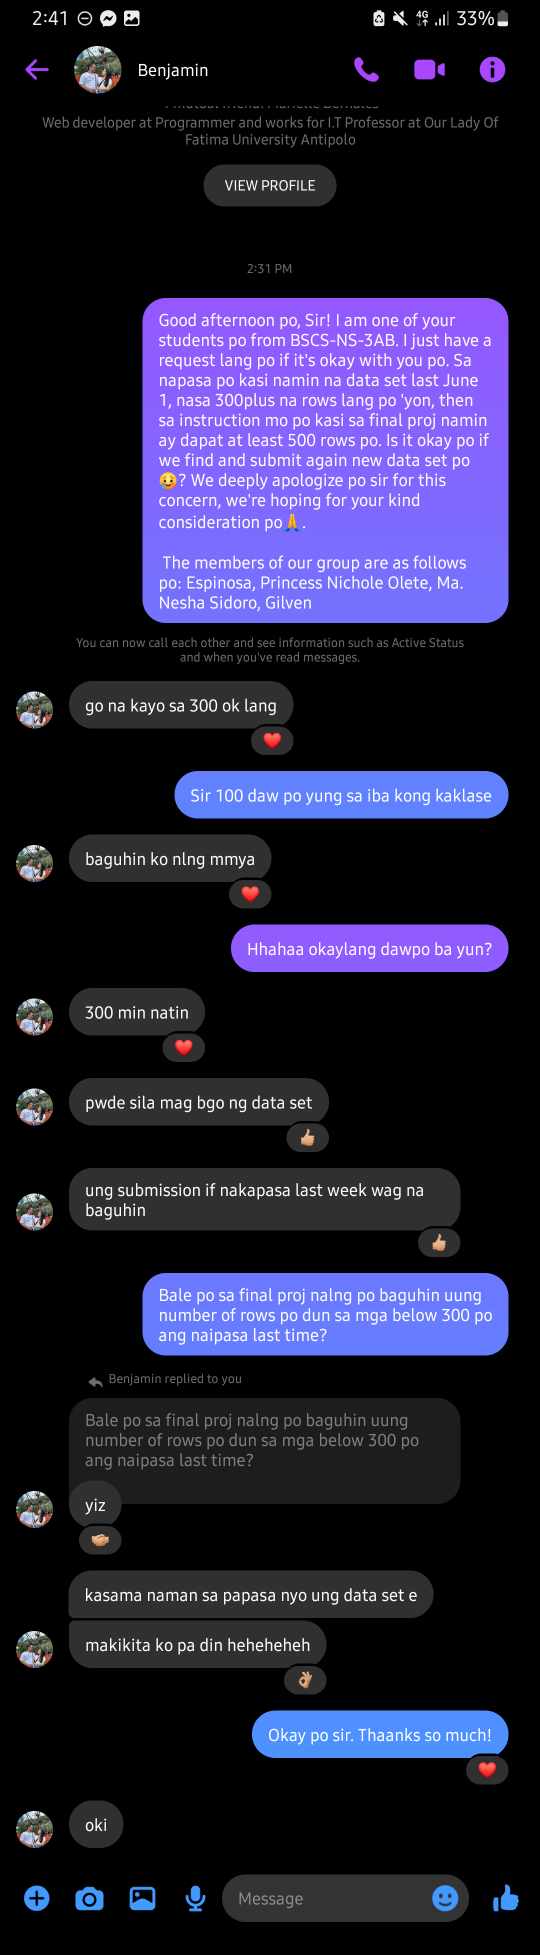 2:41
4G
33%
Benjamin
Web developer at Programmer and works for I.T Professor at Our Lady Of
Fatima University Antipolo
VIEW PROFILE
2:31 PM
Good afternoon po, Sir! I am one of your
students po from BSCS-NS-3AB. I just have a
request lang po if it's okay with you po. Sa
napasa po kasi namin na data set last June
1, nasa 300plus na rows lang po 'yon, then
sa instruction mo po kasi sa final proj namin
ay dapat at least 500 rows po. Is it okay po if
we find and submit again new data set po
🥲? We deeply apologize po sir for this
concern, we're hoping for your kind
consideration po🙏.
The members of our group are as follows
po: Espinosa, Princess Nichole Olete, Ma.
Nesha Sidoro, Gilven
You can now call each other and see information such as Active Status
and when you've read messages.
go na kayo sa 300 ok lang
Sir 100 daw po yung sa iba kong kaklase
baguhin ko nlng mmya
Hhahaa okaylang dawpo ba yun?
300 min natin
pwde sila mag bgo ng data set
ung submission if nakapasa last week wag na
baguhin
Bale po sa final proj nalng po baguhin uung
number of rows po dun sa mga below 300 po
ang naipasa last time?
Benjamin replied to you
Bale po sa final proj nalng po baguhin uung
number of rows po dun sa mga below 300 po
ang naipasa last time?
yiz
kasama naman sa papasa nyo ung data set e
makikita ko pa din heheheheh
Okay po sir. Thaanks so much!
oki
Message